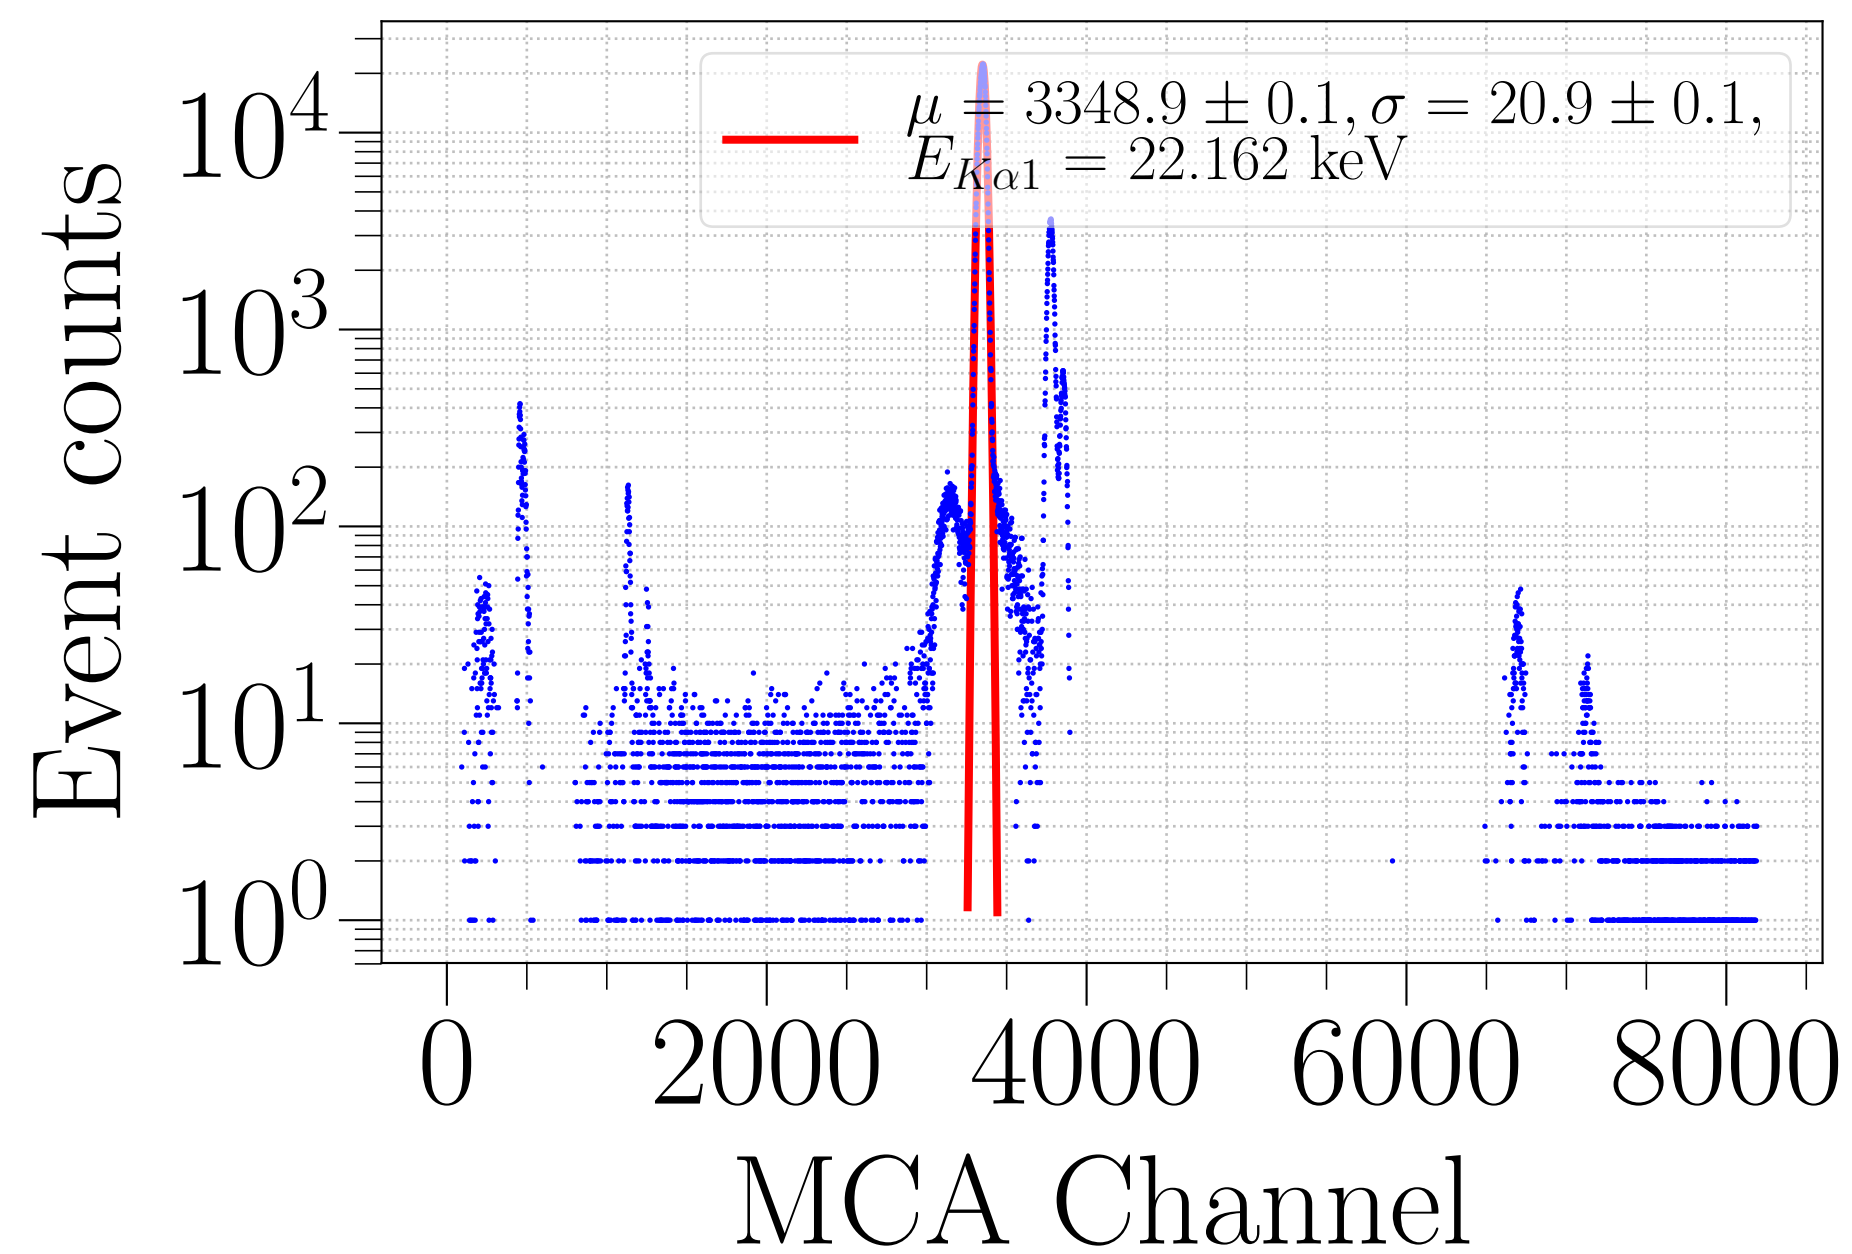 μ = 3348.9 ± 0.1, σ = 20.9 ± 0.1,
E_{Kα1} = 22.162 keV
Event counts
10^4
10^3
10^2
10^1
10^0
0 2000 4000 6000 8000
MCA Channel